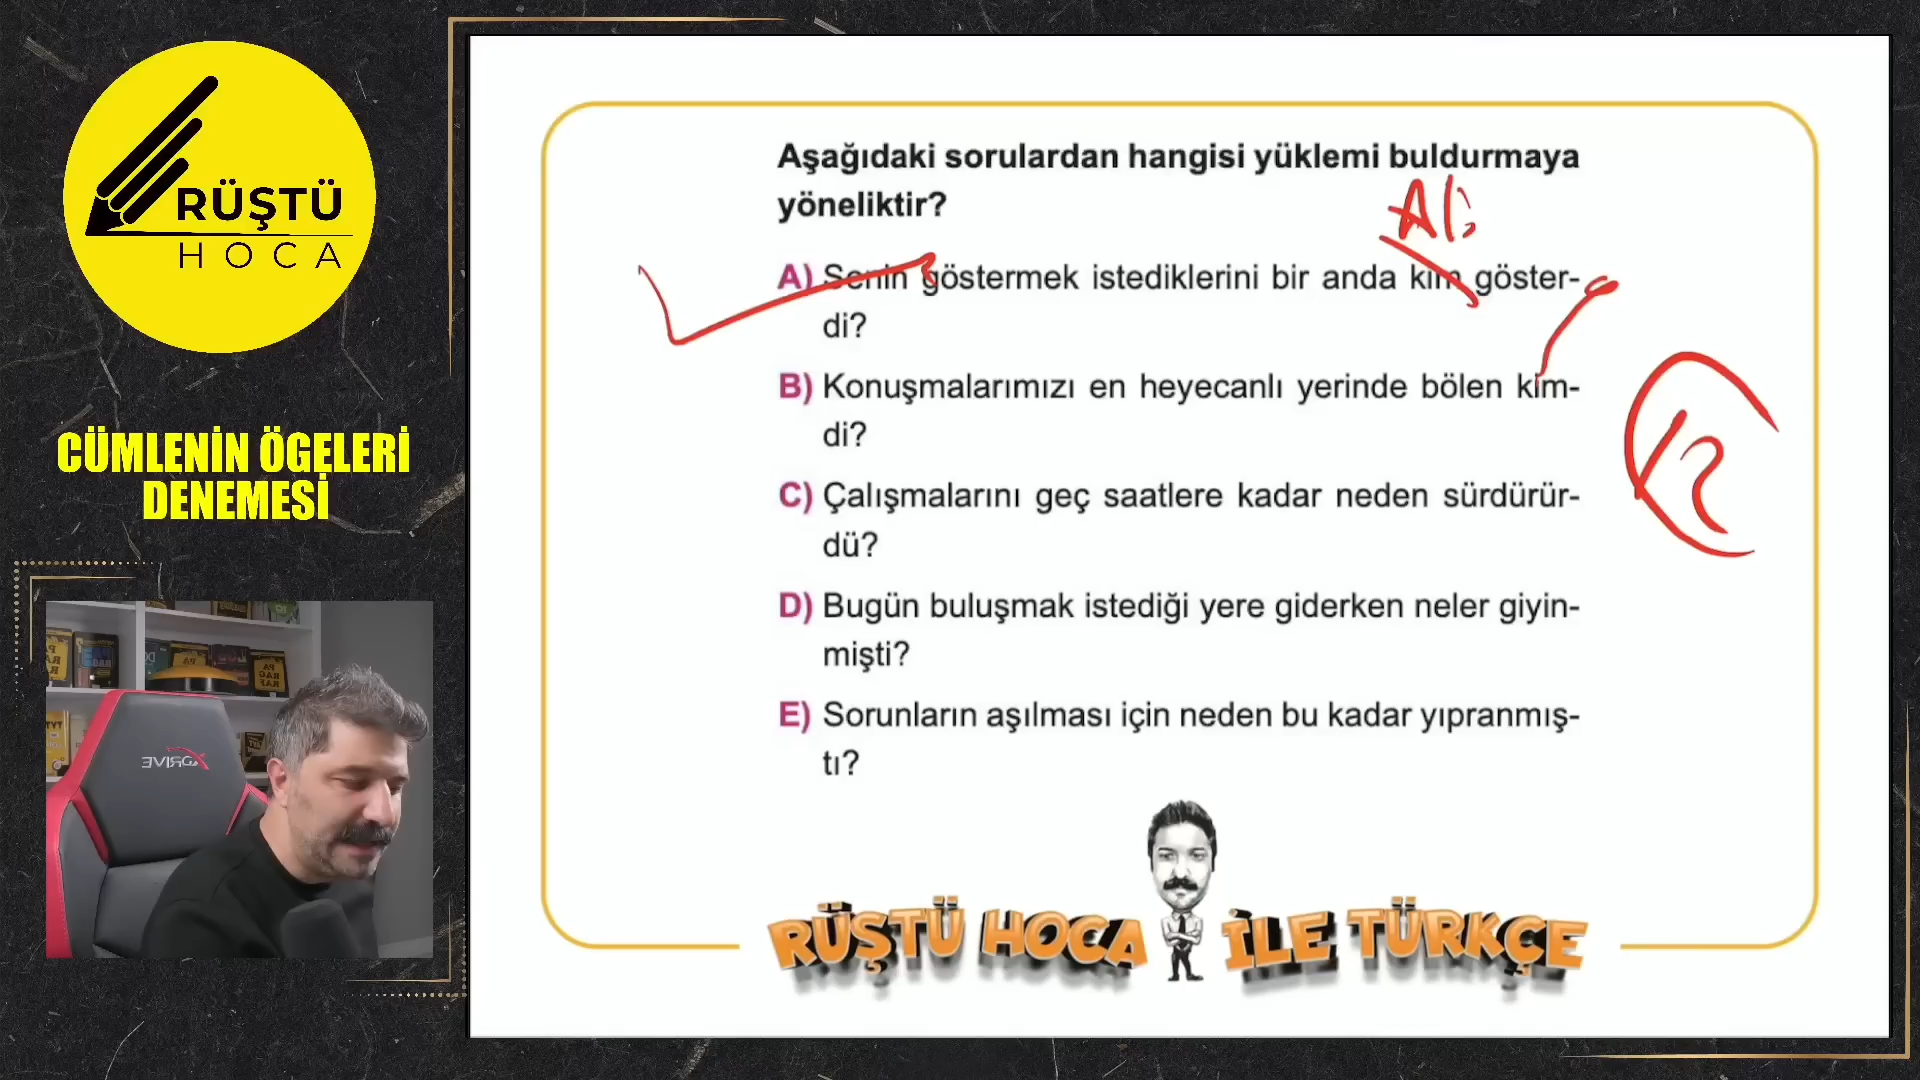 RÜŞTÜ
HOCA
CÜMLENİN ÖGELERİ
DENEMESİ
XDRIVE
Aşağıdaki sorulardan hangisi yüklemi buldurmaya
yöneliktir?
Ali
A) Senin göstermek istediklerini bir anda kim göster-
di?
B) Konuşmalarımızı en heyecanlı yerinde bölen kim-
di?
C) Çalışmalarını geç saatlere kadar neden sürdürür-
dü?
D) Bugün buluşmak istediği yere giderken neler giyin-
mişti?
E) Sorunların aşılması için neden bu kadar yıpranmış-
tı?
RÜŞTÜ HOCA İLE TÜRKÇE